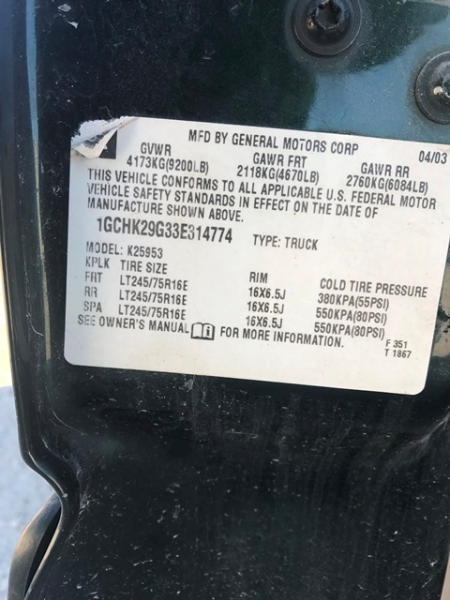 MFD BY GENERAL MOTORS CORP 04/03
GVWR GAWR FRT GAWR RR
4173KG(9200LB) 2118KG(4670LB) 2760KG(6084LB)
THIS VEHICLE CONFORMS TO ALL APPLICABLE U.S. FEDERAL MOTOR
VEHICLE SAFETY STANDARDS IN EFFECT ON THE DATE OF
MANUFACTURE SHOWN ABOVE.
1GCHK29G33E314774 TYPE: TRUCK
MODEL: K25953
KPLK TIRE SIZE RIM COLD TIRE PRESSURE
FRT LT245/75R16E 16X6.5J 380KPA(55PSI)
RR LT245/75R16E 16X6.5J 550KPA(80PSI)
SPA LT245/75R16E 16X6.5J 550KPA(80PSI)
SEE OWNER'S MANUAL FOR MORE INFORMATION.
F 351
T 1867